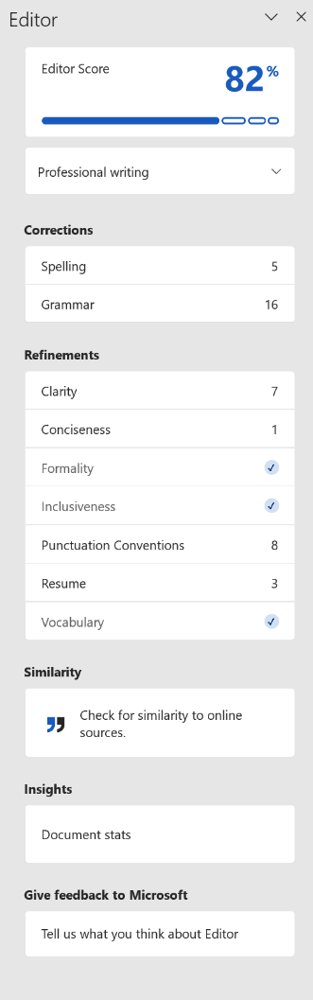 Editor
Editor Score
82%
Professional writing
Corrections
Spelling 5
Grammar 16
Refinements
Clarity 7
Conciseness 1
Formality
Inclusiveness
Punctuation Conventions 8
Resume 3
Vocabulary
Similarity
Check for similarity to online
sources.
Insights
Document stats
Give feedback to Microsoft
Tell us what you think about Editor